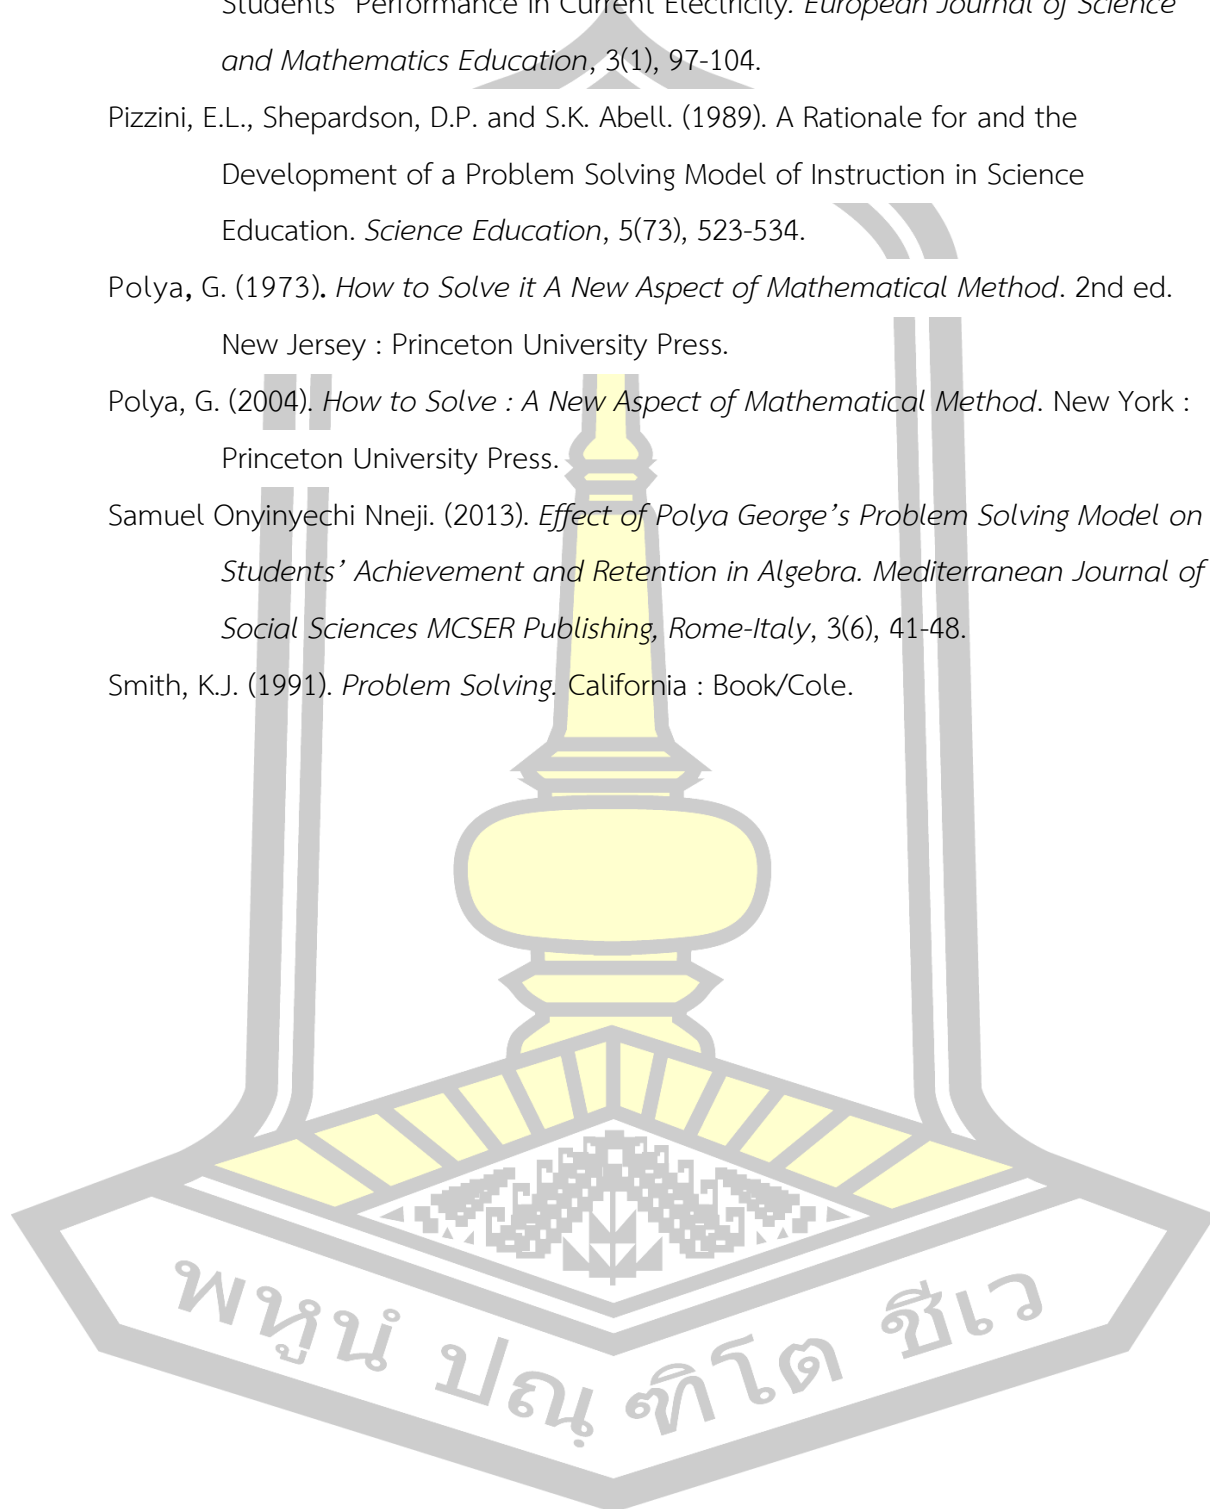 Students' Performance in Current Electricity. European Journal of Science
and Mathematics Education, 3(1), 97-104.
Pizzini, E.L., Shepardson, D.P. and S.K. Abell. (1989). A Rationale for and the
Development of a Problem Solving Model of Instruction in Science
Education. Science Education, 5(73), 523-534.
Polya, G. (1973). How to Solve it A New Aspect of Mathematical Method. 2nd ed.
New Jersey : Princeton University Press.
Polya, G. (2004). How to Solve : A New Aspect of Mathematical Method. New York :
Princeton University Press.
Samuel Onyinyechi Nneji. (2013). Effect of Polya George’s Problem Solving Model on
Students’ Achievement and Retention in Algebra. Mediterranean Journal of
Social Sciences MCSER Publishing, Rome-Italy, 3(6), 41-48.
Smith, K.J. (1991). Problem Solving. California : Book/Cole.
พหูนํ ปณฺฑิโต ชีเว